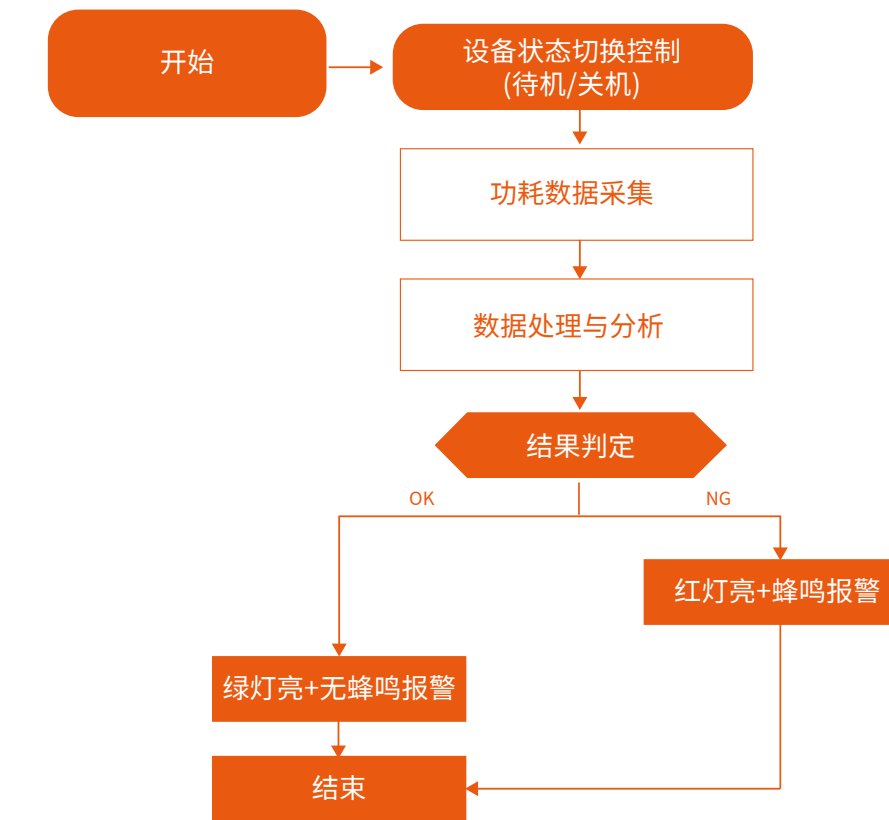 开始
设备状态切换控制
(待机/关机)
功耗数据采集
数据处理与分析
结果判定
OK
NG
红灯亮+蜂鸣报警
绿灯亮+无蜂鸣报警
结束